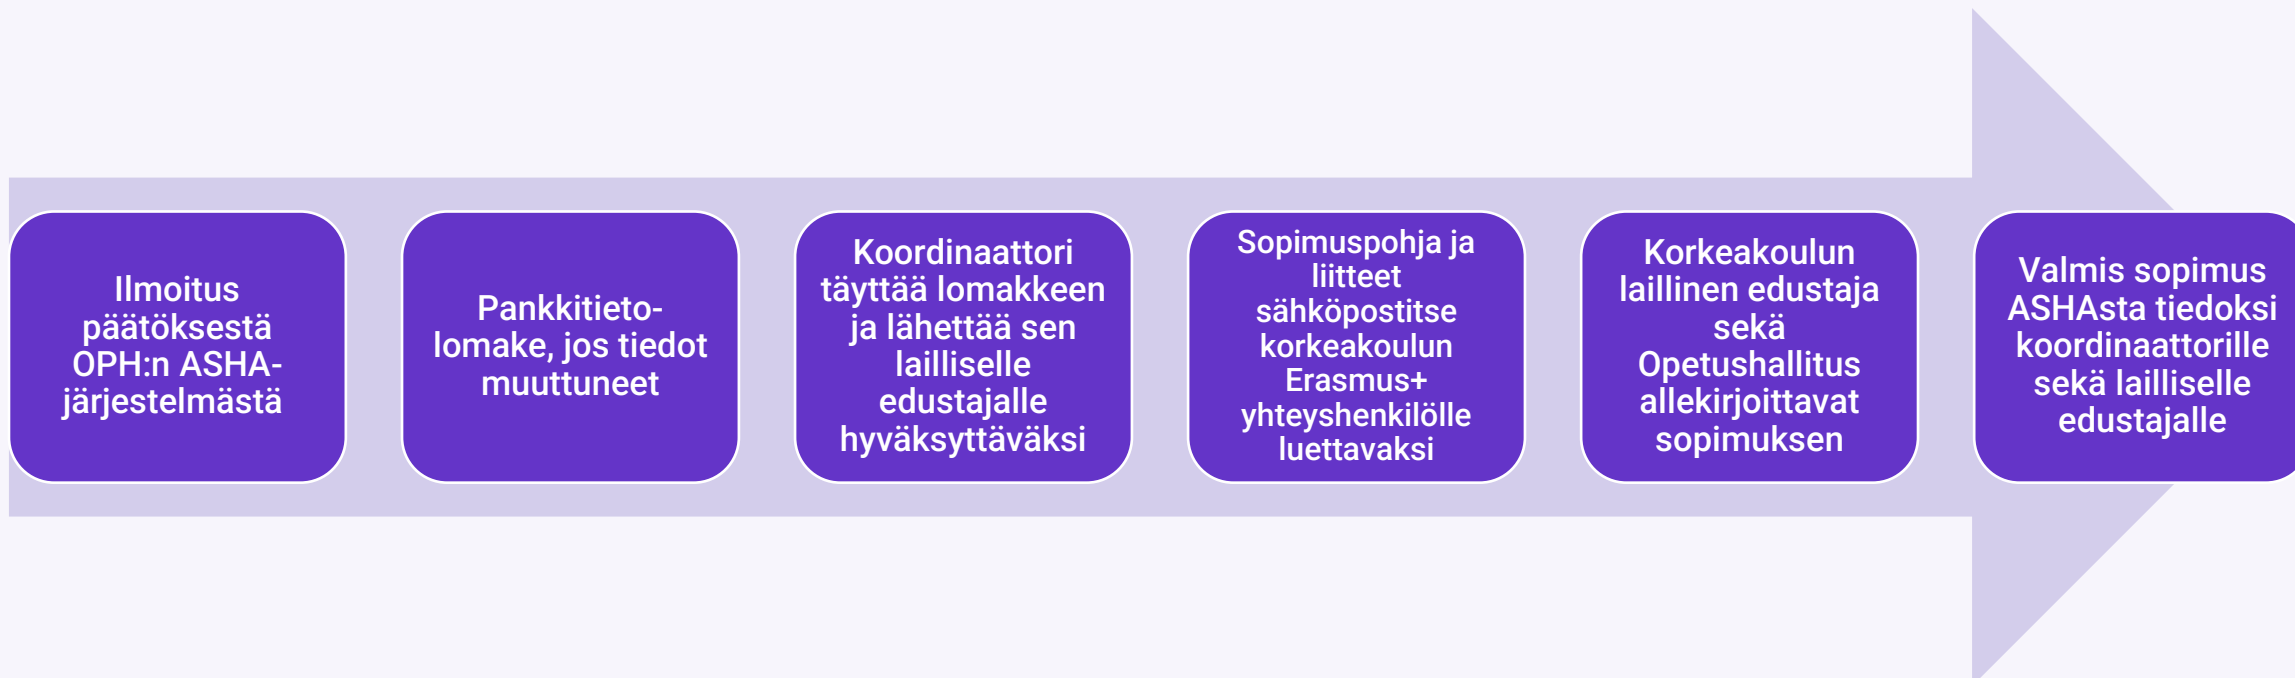 Ilmoitus
päätöksestä
OPH:n ASHA-
järjestelmästä
Pankkitieto-
lomake, jos tiedot
muuttuneet
Koordinaattori
täyttää lomakkeen
ja lähettää sen
lailliselle
edustajalle
hyväksyttäväksi
Sopimuspohja ja
liitteet
sähköpostitse
korkeakoulun
Erasmus+
yhteyshenkilölle
luettavaksi
Korkeakoulun
laillinen edustaja
sekä
Opetushallitus
allekirjoittavat
sopimuksen
Valmis sopimus
ASHAsta tiedoksi
koordinaattorille
sekä lailliselle
edustajalle